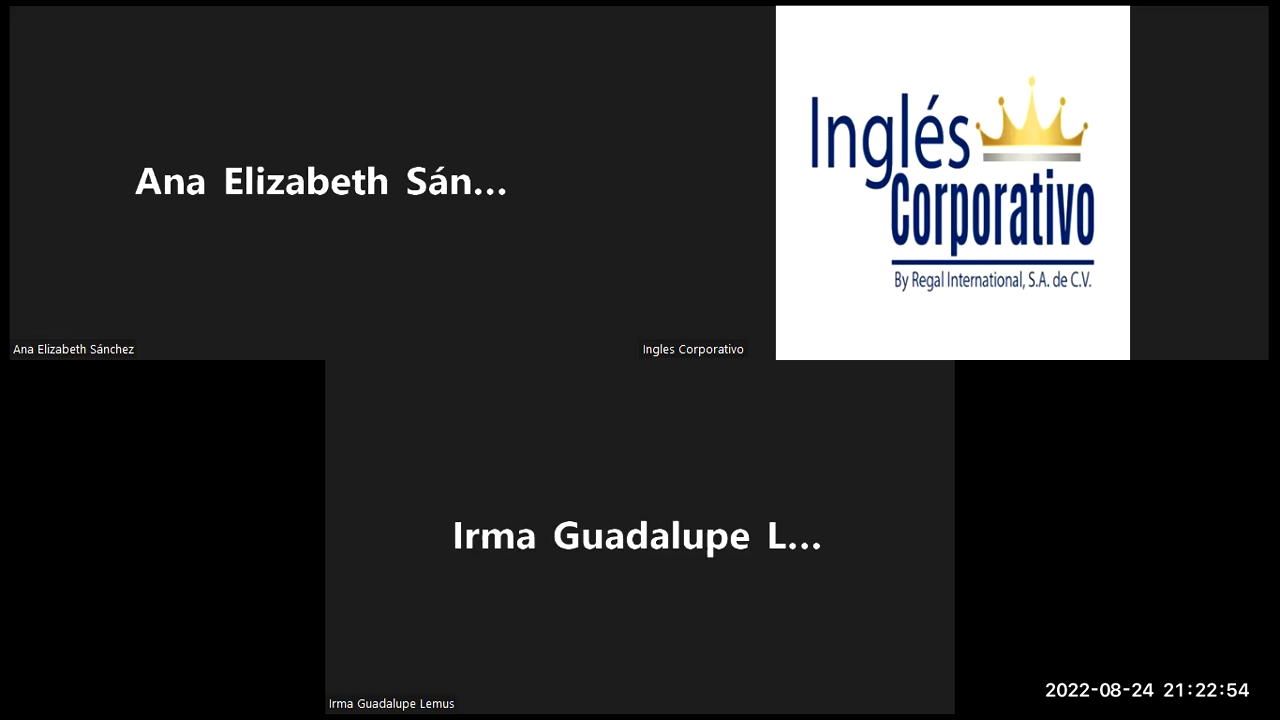 Ana Elizabeth Sán...
Inglés
Corporativo
By Regal International, S.A. de C.V.
Ana Elizabeth Sánchez
Ingles Corporativo
Irma Guadalupe L...
Irma Guadalupe Lemus
2022-08-24 21:22:54